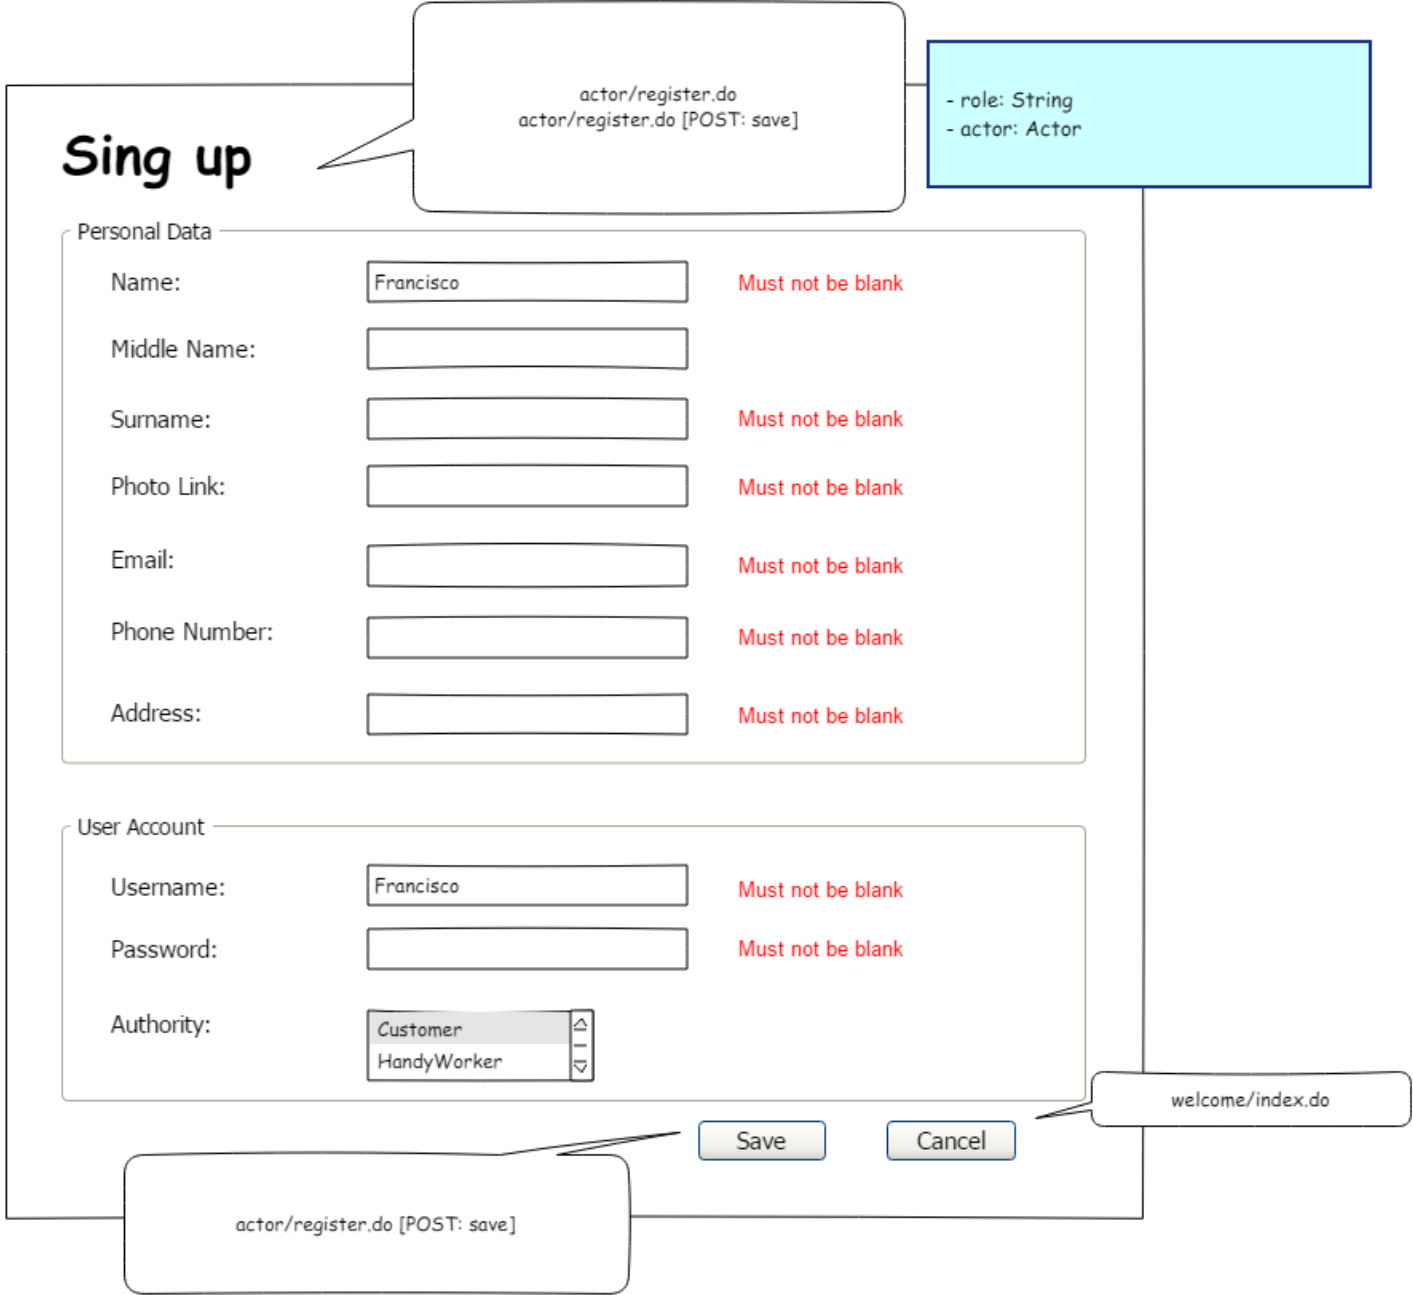 actor/register.do
actor/register.do [POST: save]
- role: String
- actor: Actor
Sing up
Personal Data
Name: Francisco Must not be blank
Middle Name:
Surname: Must not be blank
Photo Link: Must not be blank
Email: Must not be blank
Phone Number: Must not be blank
Address: Must not be blank
User Account
Username: Francisco Must not be blank
Password: Must not be blank
Authority: Customer
HandyWorker
welcome/index.do
Save Cancel
actor/register.do [POST: save]